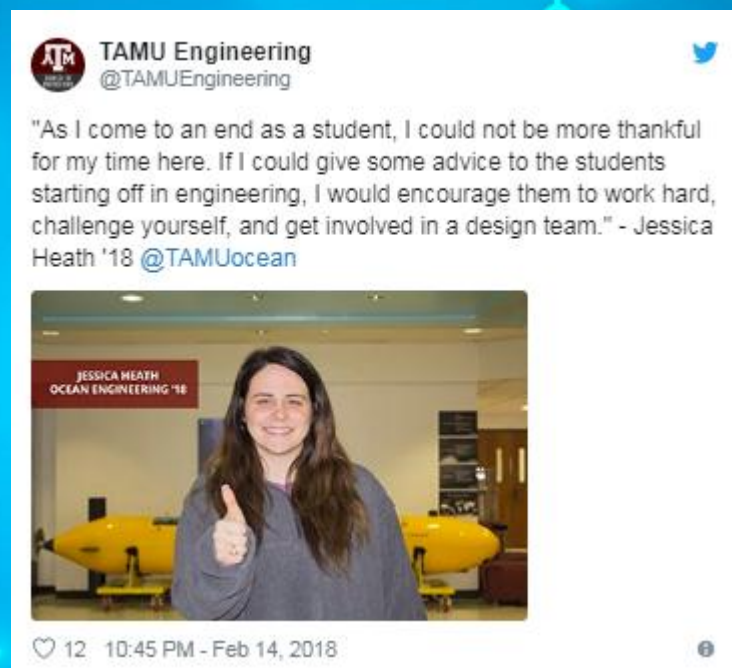 TAMU Engineering
@TAMUEngineering
"As I come to an end as a student, I could not be more thankful
for my time here. If I could give some advice to the students
starting off in engineering, I would encourage them to work hard,
challenge yourself, and get involved in a design team." - Jessica
Heath '18 @TAMUocean
JESSICA HEATH
OCEAN ENGINEERING '18
12 10:45 PM - Feb 14, 2018